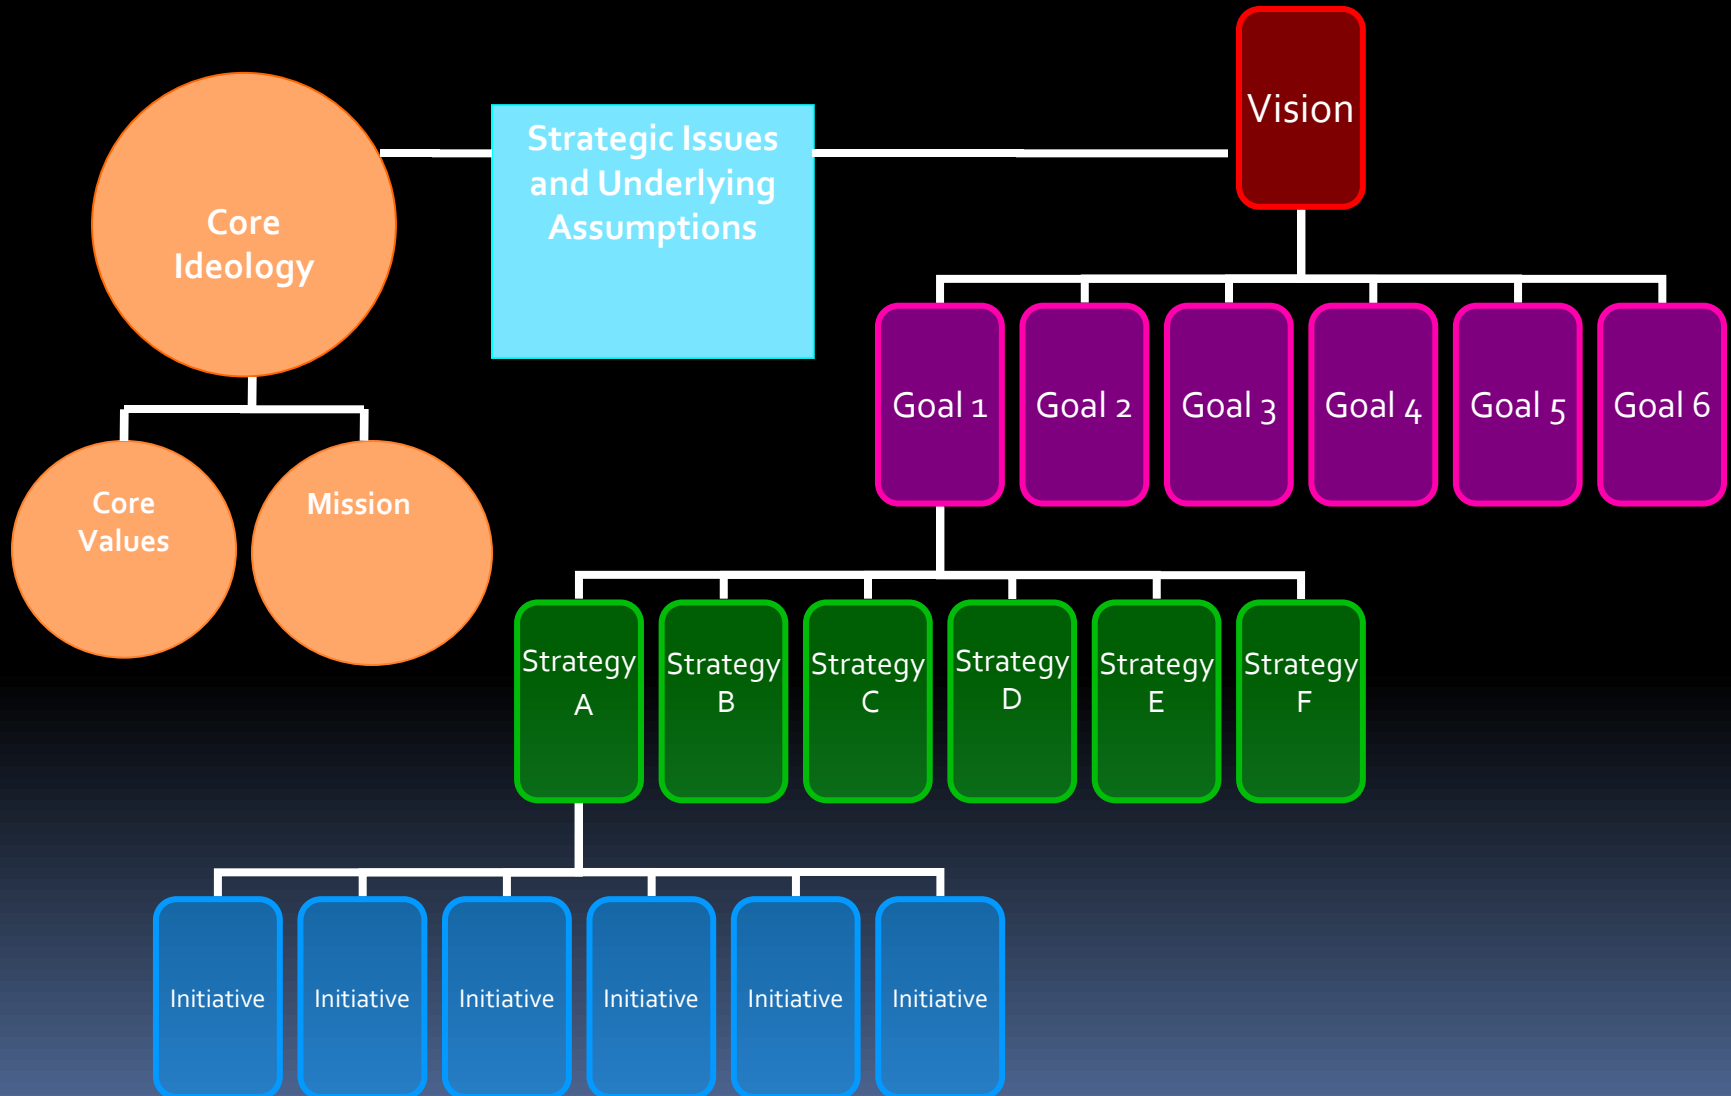 Vision
Strategic Issues
and Underlying
Assumptions
Core
Ideology
Goal 1
Goal 2
Goal 3
Goal 4
Goal 5
Goal 6
Core
Values
Mission
Strategy
A
Strategy
B
Strategy
C
Strategy
D
Strategy
E
Strategy
F
Initiative
Initiative
Initiative
Initiative
Initiative
Initiative